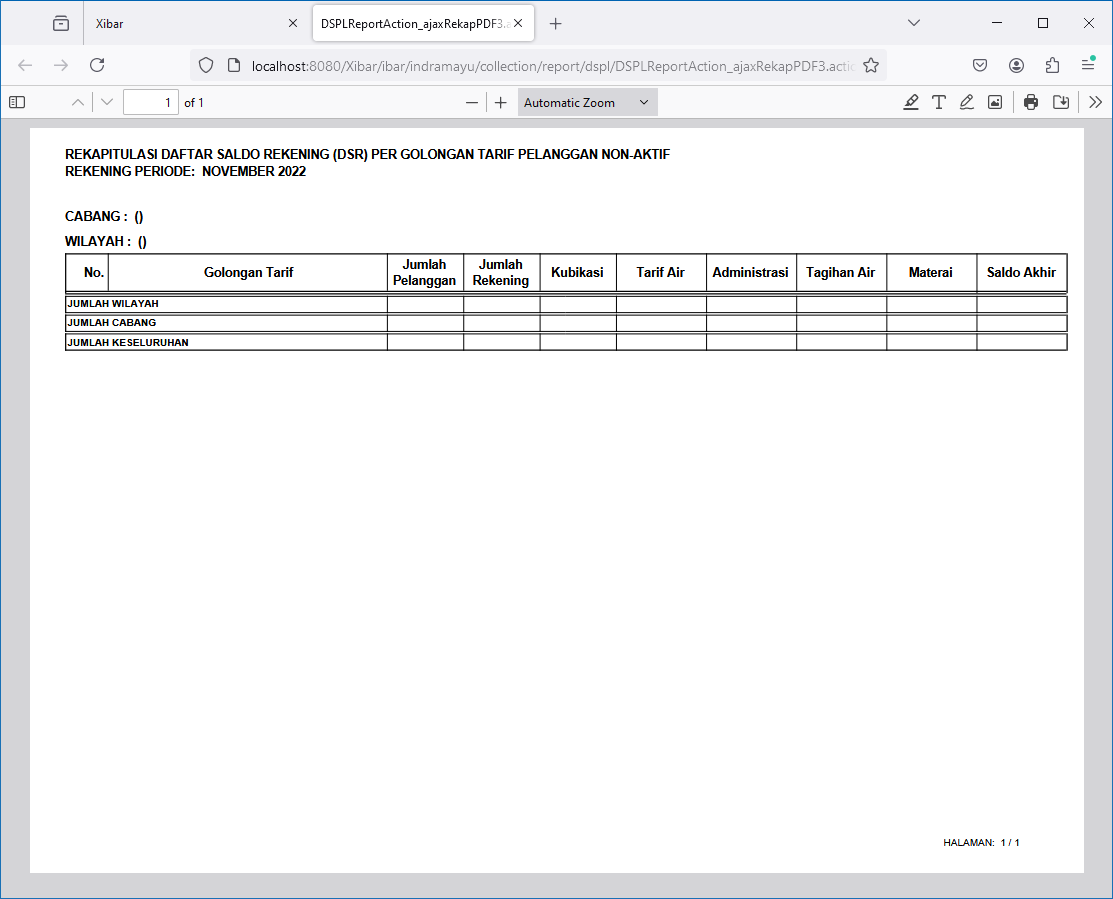 Xibar
DSPLReportAction_ajaxRekapPDF3.a
localhost:8080/Xibar/ibar/indramayu/collection/report/dspl/DSPLReportAction_ajaxRekapPDF3.actio
1 of 1
Automatic Zoom
REKAPITULASI DAFTAR SALDO REKENING (DSR) PER GOLONGAN TARIF PELANGGAN NON-AKTIF
REKENING PERIODE: NOVEMBER 2022
CABANG : ()
WILAYAH : ()
No. Golongan Tarif Jumlah Pelanggan Jumlah Rekening Kubikasi Tarif Air Administrasi Tagihan Air Materai Saldo Akhir
JUMLAH WILAYAH
JUMLAH CABANG
JUMLAH KESELURUHAN
HALAMAN: 1 / 1